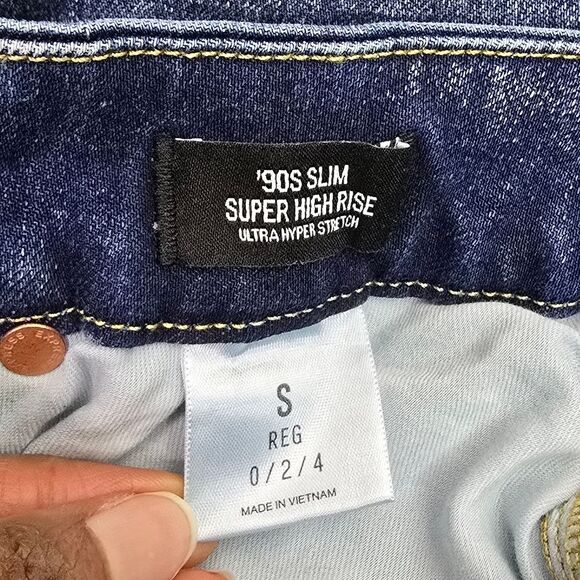 '90S SLIM
SUPER HIGH RISE
ULTRA HYPER STRETCH
S
REG
0/2/4
MADE IN VIETNAM